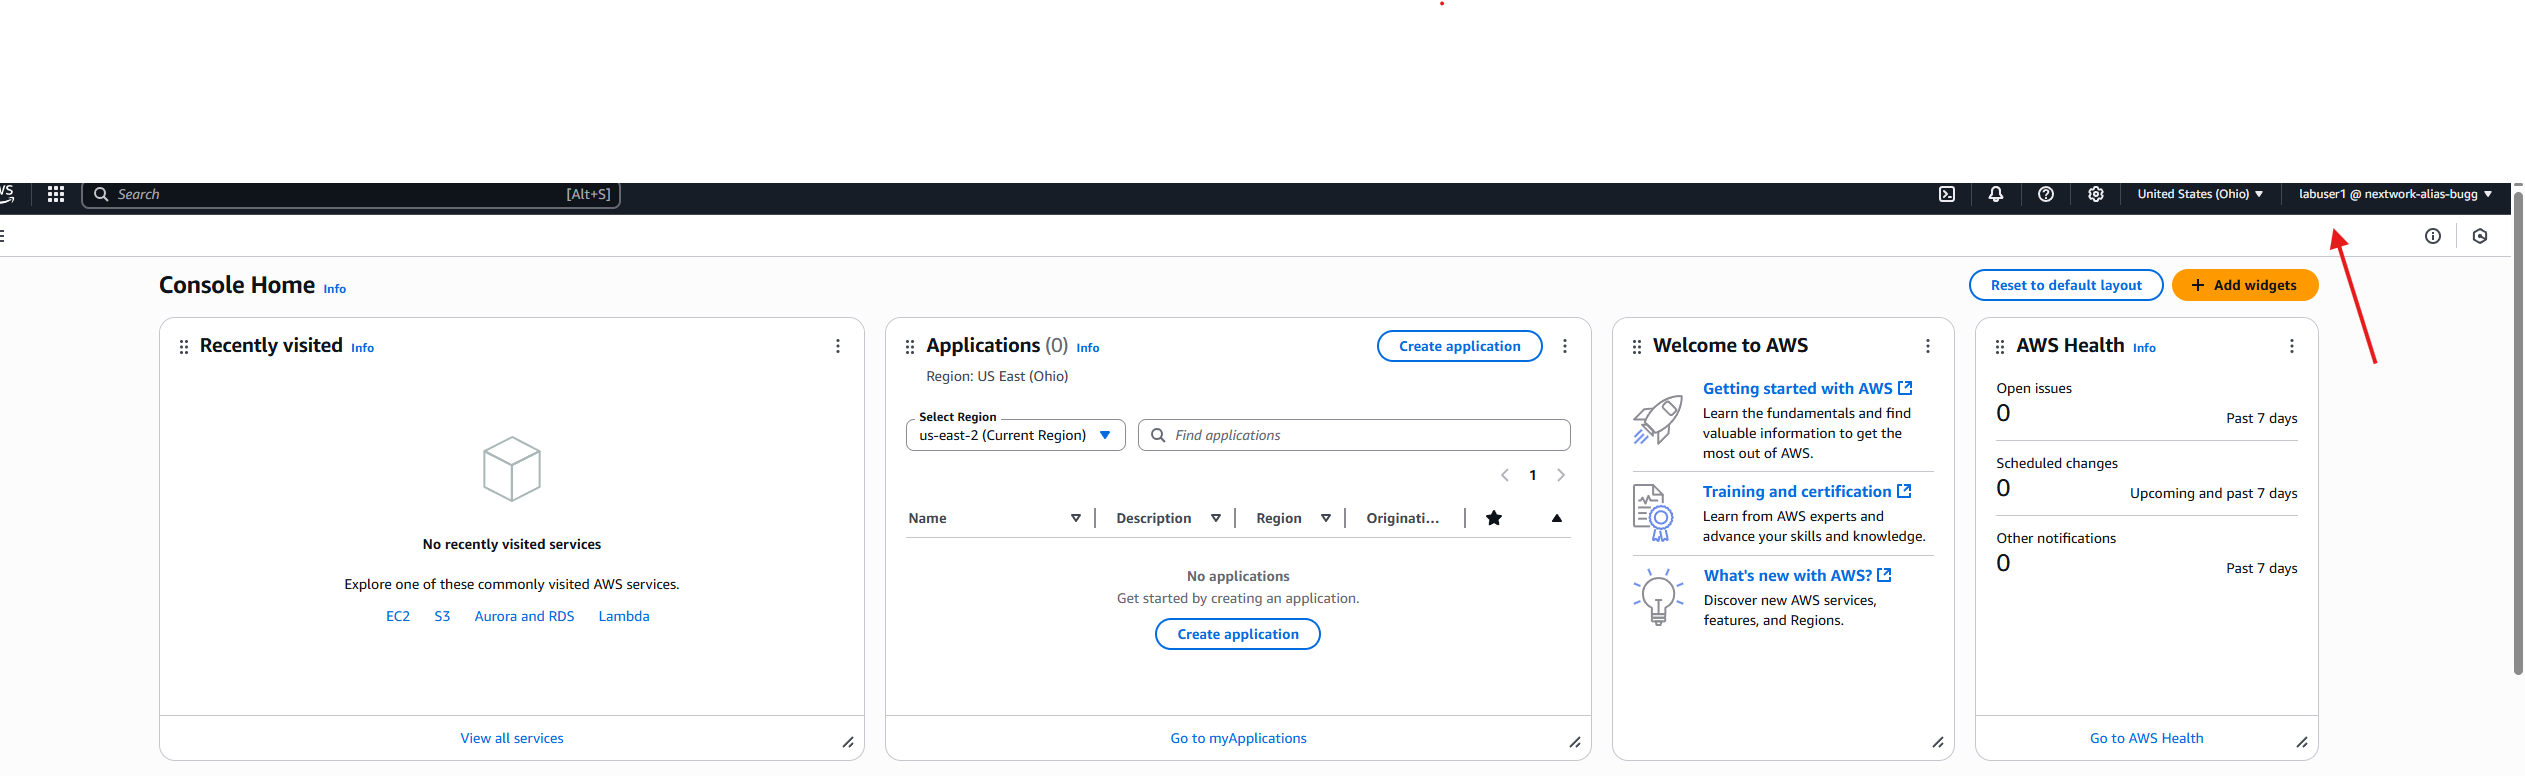 Search [Alt+S] United States (Ohio) labuser1 @ nextwork-alias-bugg
Console Home Info
Reset to default layout
+ Add widgets
Recently visited Info
No recently visited services
Explore one of these commonly visited AWS services.
EC2 S3 Aurora and RDS Lambda
View all services
Applications (0) Info
Create application
Region: US East (Ohio)
Select Region
us-east-2 (Current Region)
Find applications
1
Name Description Region Originati...
No applications
Get started by creating an application.
Create application
Go to myApplications
Welcome to AWS
Getting started with AWS
Learn the fundamentals and find
valuable information to get the
most out of AWS.
Training and certification
Learn from AWS experts and
advance your skills and knowledge.
What's new with AWS?
Discover new AWS services,
features, and Regions.
AWS Health Info
Open issues
0
Past 7 days
Scheduled changes
0
Upcoming and past 7 days
Other notifications
0
Past 7 days
Go to AWS Health